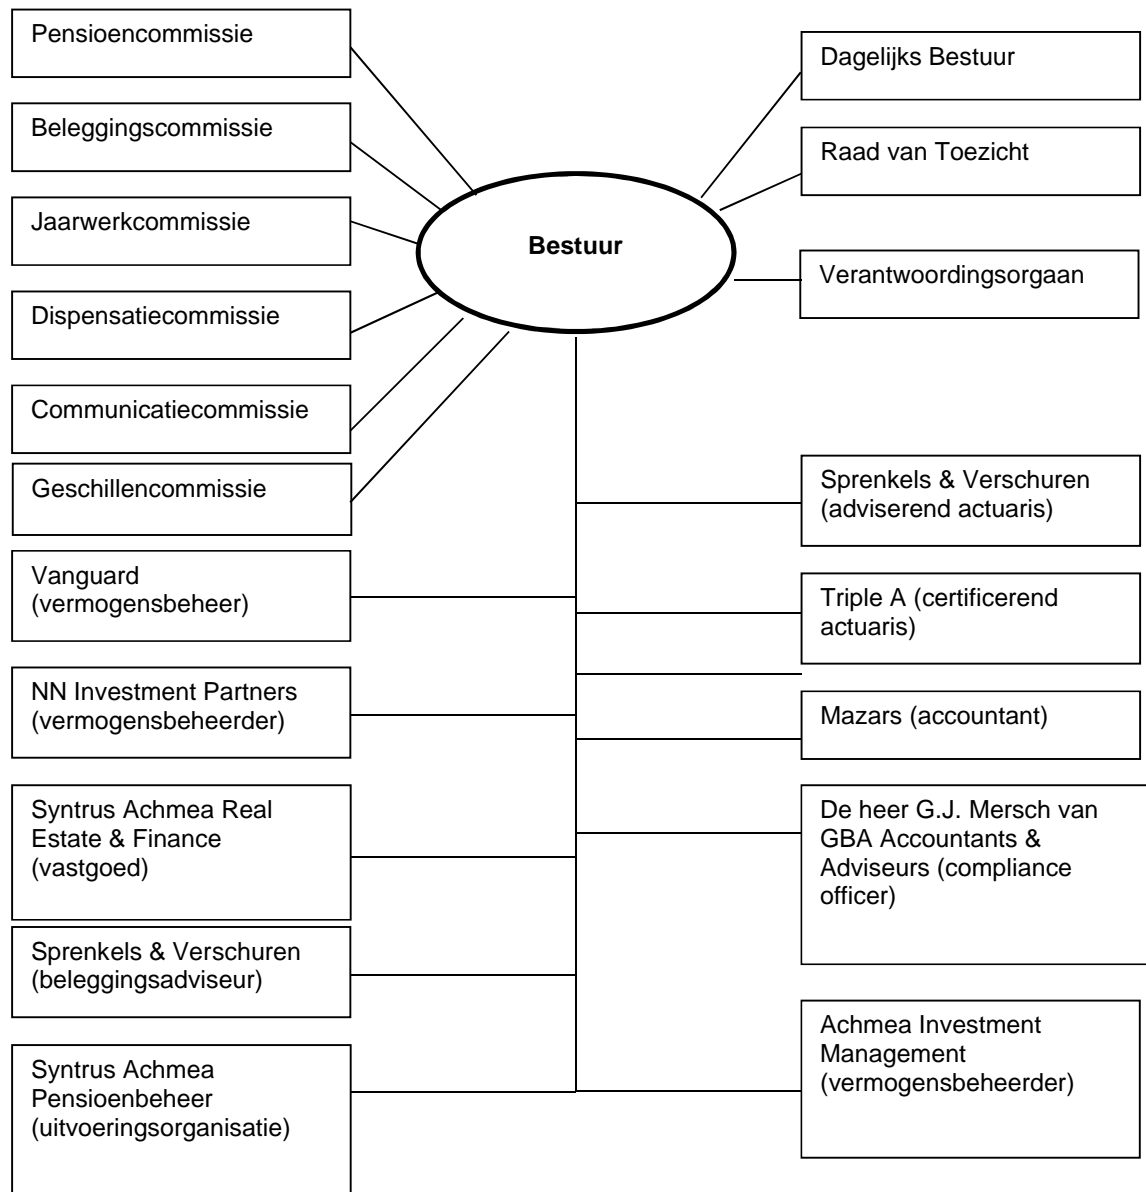 Pensioencommissie
Beleggingscommissie
Jaarwerkcommissie
Dispensatiecommissie
Communicatiecommissie
Geschillencommissie
Vanguard
(vermogensbeheer)
NN Investment Partners
(vermogensbeheerder)
Syntrus Achmea Real
Estate & Finance
(vastgoed)
Sprenkels & Verschuren
(beleggingsadviseur)
Syntrus Achmea
Pensioenbeheer
(uitvoeringsorganisatie)
Bestuur
Dagelijks Bestuur
Raad van Toezicht
Verantwoordingsorgaan
Sprenkels & Verschuren
(adviserend actuaris)
Triple A (certificerend
actuaris)
Mazars (accountant)
De heer G.J. Mersch van
GBA Accountants &
Adviseurs (compliance
officer)
Achmea Investment
Management
(vermogensbeheerder)